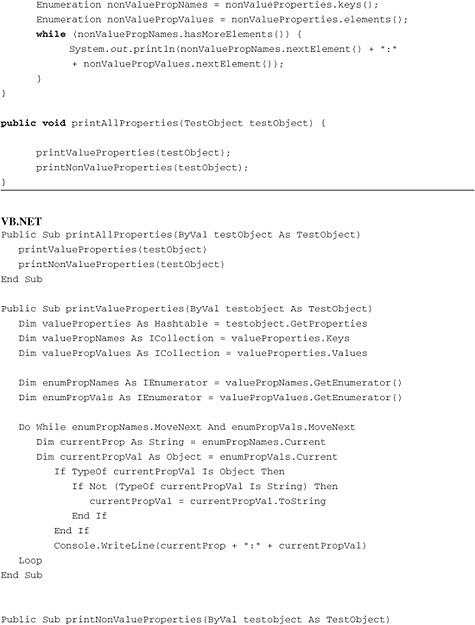 Enumeration nonValuePropNames = nonValueProperties.keys();
Enumeration nonValuePropValues = nonValueProperties.elements();
while (nonValuePropNames.hasMoreElements()) {
System.out.println(nonValuePropNames.nextElement() + ":"
+ nonValuePropValues.nextElement());
}
}
public void printAllProperties(TestObject testObject) {
printValueProperties(testObject);
printNonValueProperties(testObject);
}
VB.NET
Public Sub printAllProperties(ByVal testObject As TestObject)
printValueProperties(testObject)
printNonValueProperties(testObject)
End Sub
Public Sub printValueProperties(ByVal testobject As TestObject)
Dim valueProperties As Hashtable = testobject.GetProperties
Dim valuePropNames As ICollection = valueProperties.Keys
Dim valuePropValues As ICollection = valueProperties.Values
Dim enumPropNames As IEnumerator = valuePropNames.GetEnumerator()
Dim enumPropVals As IEnumerator = valuePropValues.GetEnumerator()
Do While enumPropNames.MoveNext And enumPropVals.MoveNext
Dim currentProp As String = enumPropNames.Current
Dim currentPropVal As Object = enumPropVals.Current
If TypeOf currentPropVal Is Object Then
If Not (TypeOf currentPropVal Is String) Then
currentPropVal = currentPropVal.ToString
End If
End If
Console.WriteLine(currentProp + ":" + currentPropVal)
Loop
End Sub
Public Sub printNonValueProperties(ByVal testobject As TestObject)